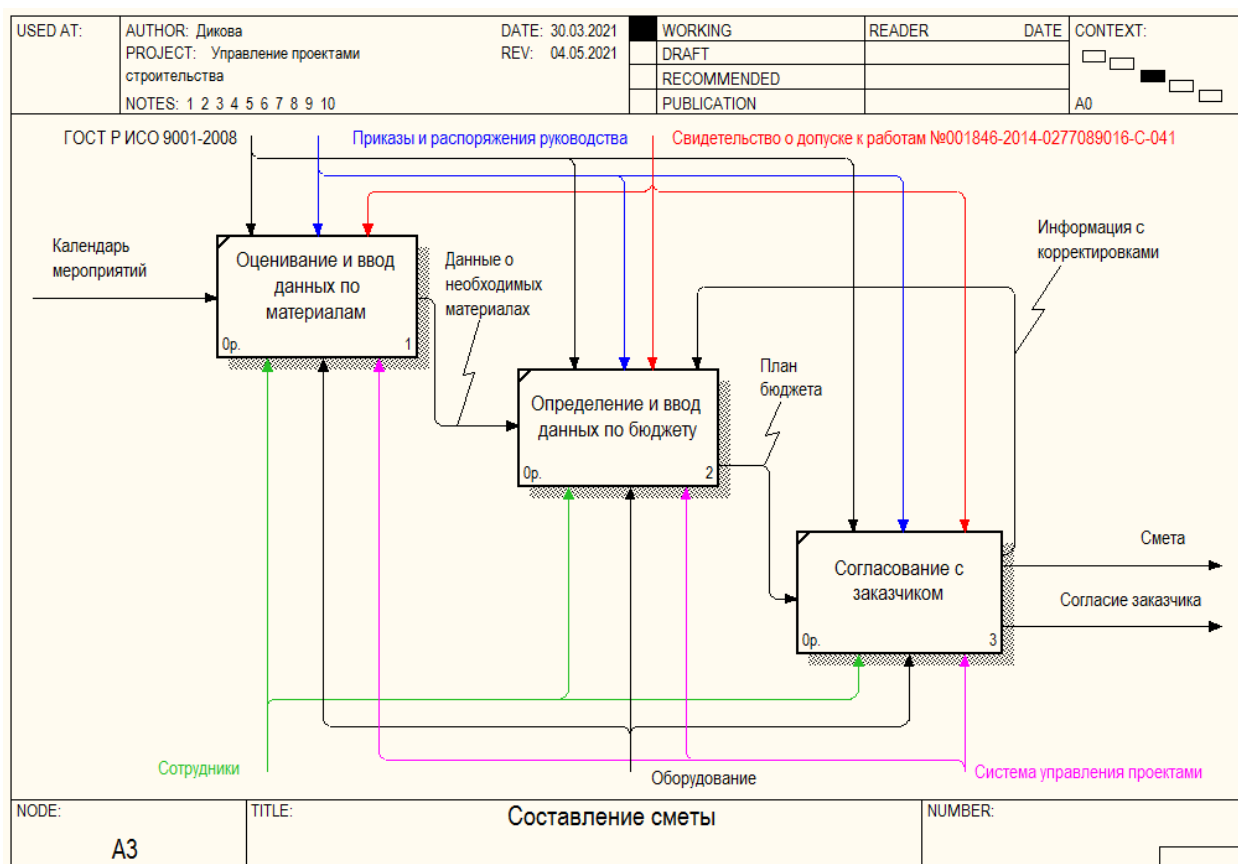 USED AT:
AUTHOR: Дикова
DATE: 30.03.2021
PROJECT: Управление проектами
строительства
REV: 04.05.2021
NOTES: 1 2 3 4 5 6 7 8 9 10
WORKING
DRAFT
RECOMMENDED
PUBLICATION
READER
DATE
CONTEXT:
A0
ГОСТ Р ИСО 9001-2008
Приказы и распоряжения руководства
Свидетельство о допуске к работам №001846-2014-0277089016-С-041
Календарь
мероприятий
Оценивание и ввод
данных по
материалам
0р.
1
Данные о
необходимых
материалах
Информация с
корректировками
Определение и ввод
данных по бюджету
0р.
2
План
бюджета
Согласование с
заказчиком
0р.
3
Смета
Согласие заказчика
Сотрудники
Оборудование
Система управления проектами
NODE:
A3
TITLE:
Составление сметы
NUMBER: